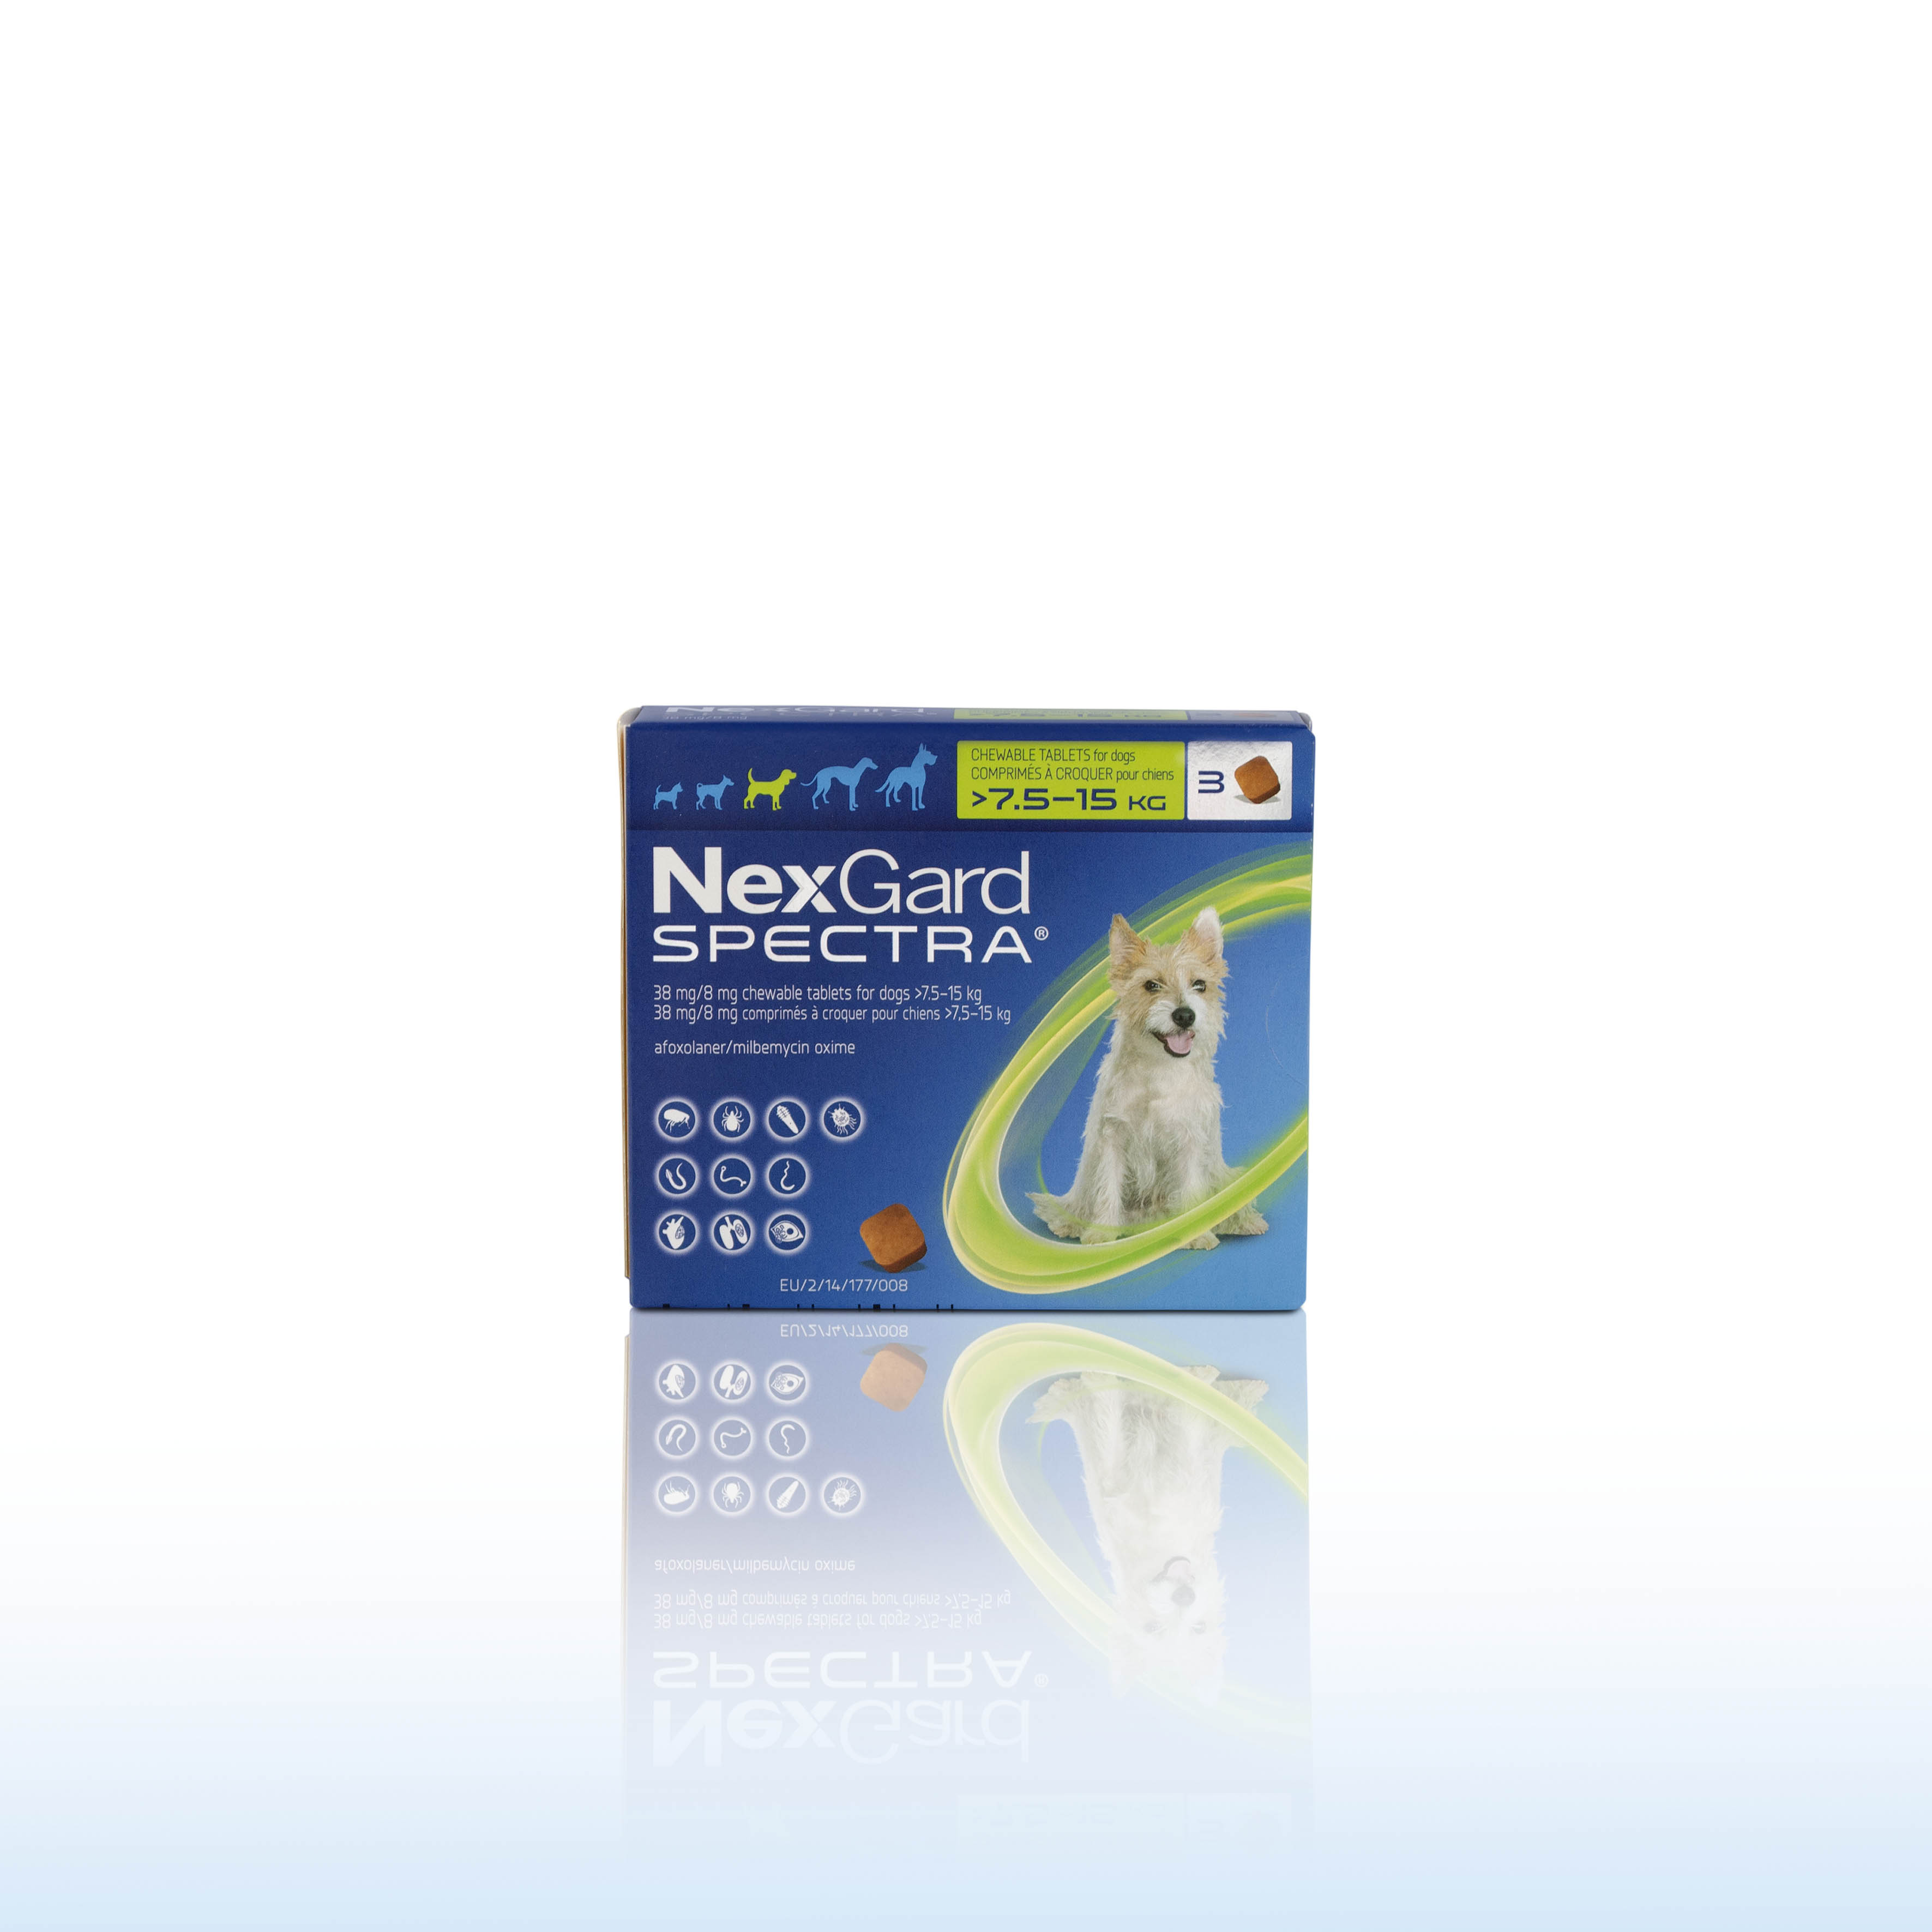 CHEWABLE TABLETS for dogs
COMPRIMÉS À CROQUER pour chiens
>7.5–15 KG
3
NexGard
SPECTRA®
38 mg/8 mg chewable tablets for dogs >7.5–15 kg
38 mg/8 mg comprimés à croquer pour chiens >7,5–15 kg
afoxolaner/milbemycin oxime
EU/2/14/177/008